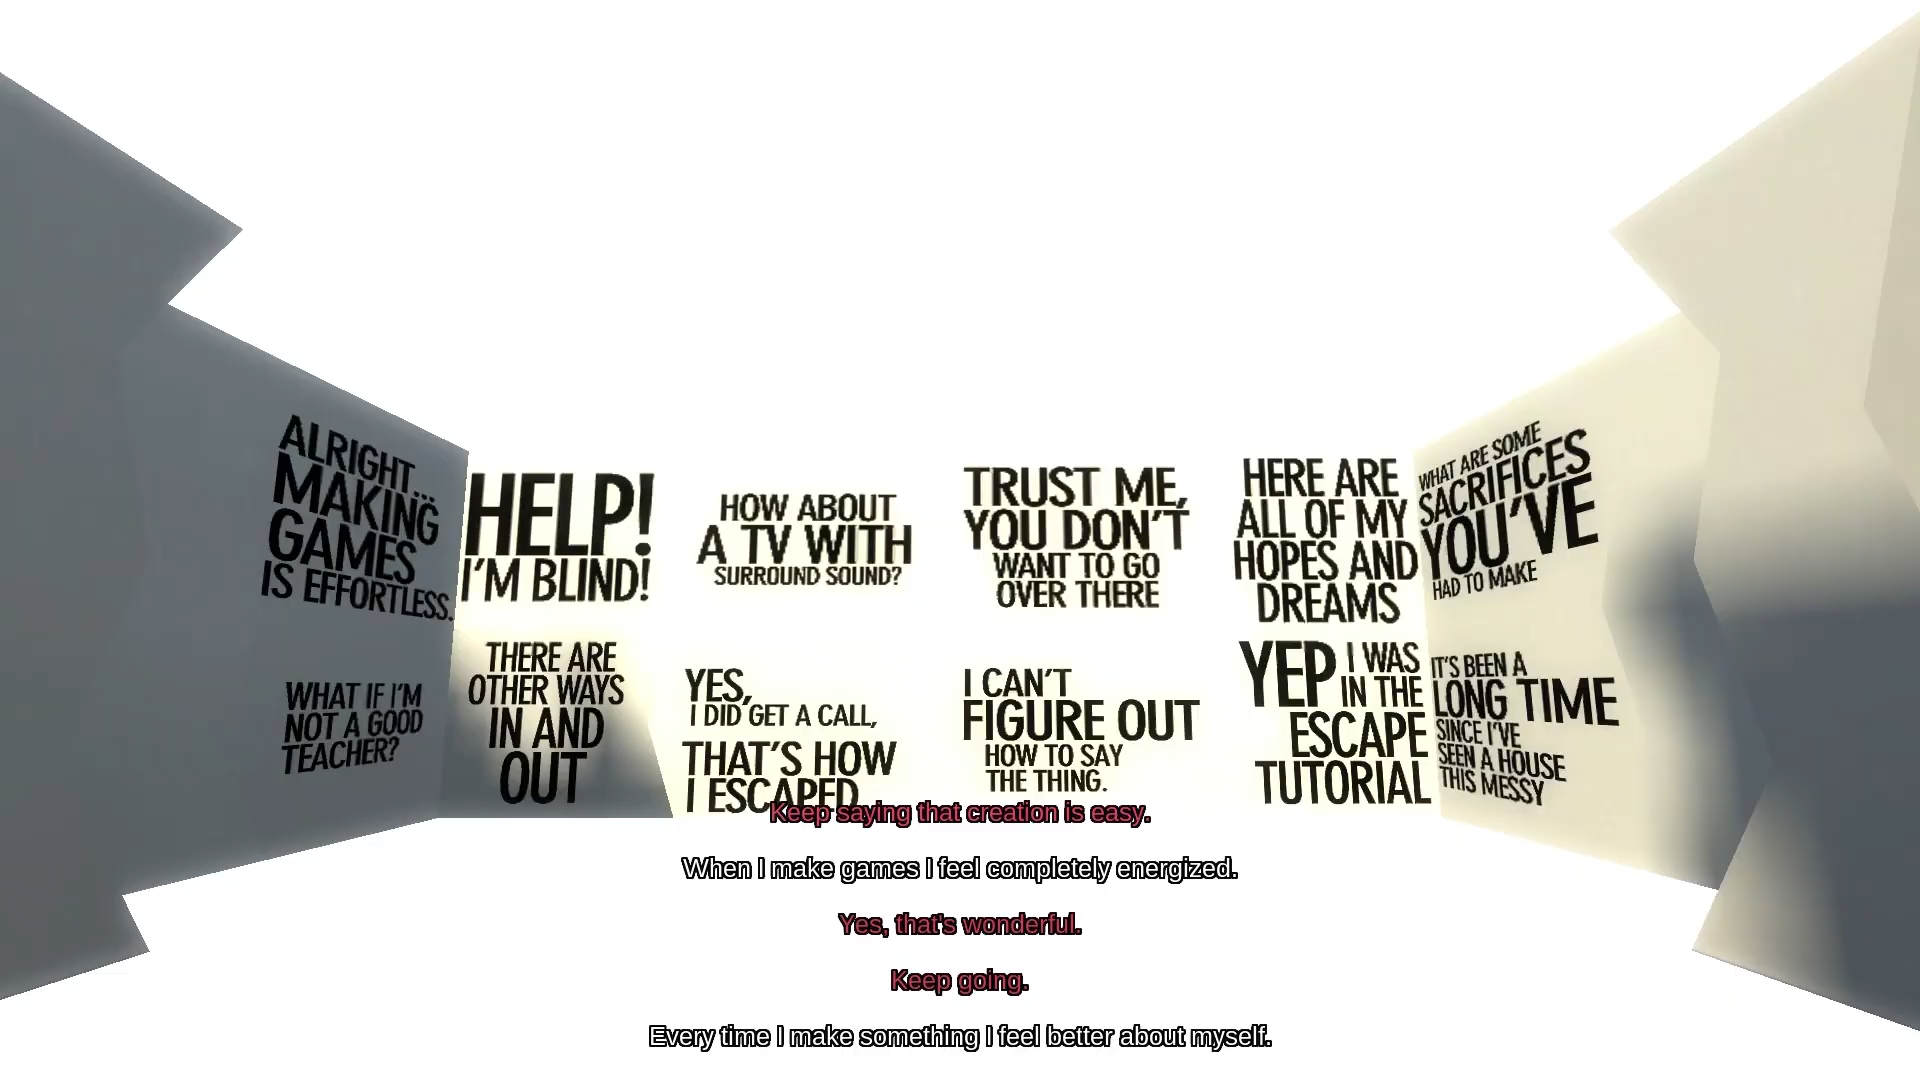 ALRIGHT...
MAKING
GAMES
IS EFFORTLESS.
HELP!
I'M BLIND!
HOW ABOUT
A TV WITH
SURROUND SOUND?
TRUST ME,
YOU DON'T
WANT TO GO
OVER THERE
HERE ARE
ALL OF MY
HOPES AND
DREAMS
WHAT ARE SOME
SACRIFICES
YOU'VE
HAD TO MAKE
WHAT IF I'M
NOT A GOOD
TEACHER?
THERE ARE
OTHER WAYS
IN AND
OUT
YES,
I DID GET A CALL,
THAT'S HOW
I ESCAPED
I CAN'T
FIGURE OUT
HOW TO SAY
THE THING.
YEP I WAS
IN THE
ESCAPE
TUTORIAL
IT'S BEEN A
LONG TIME
SINCE I'VE
SEEN A HOUSE
THIS MESSY
Keep saying that creation is easy.
When I make games I feel completely energized.
Yes, that's wonderful.
Keep going.
Every time I make something I feel better about myself.